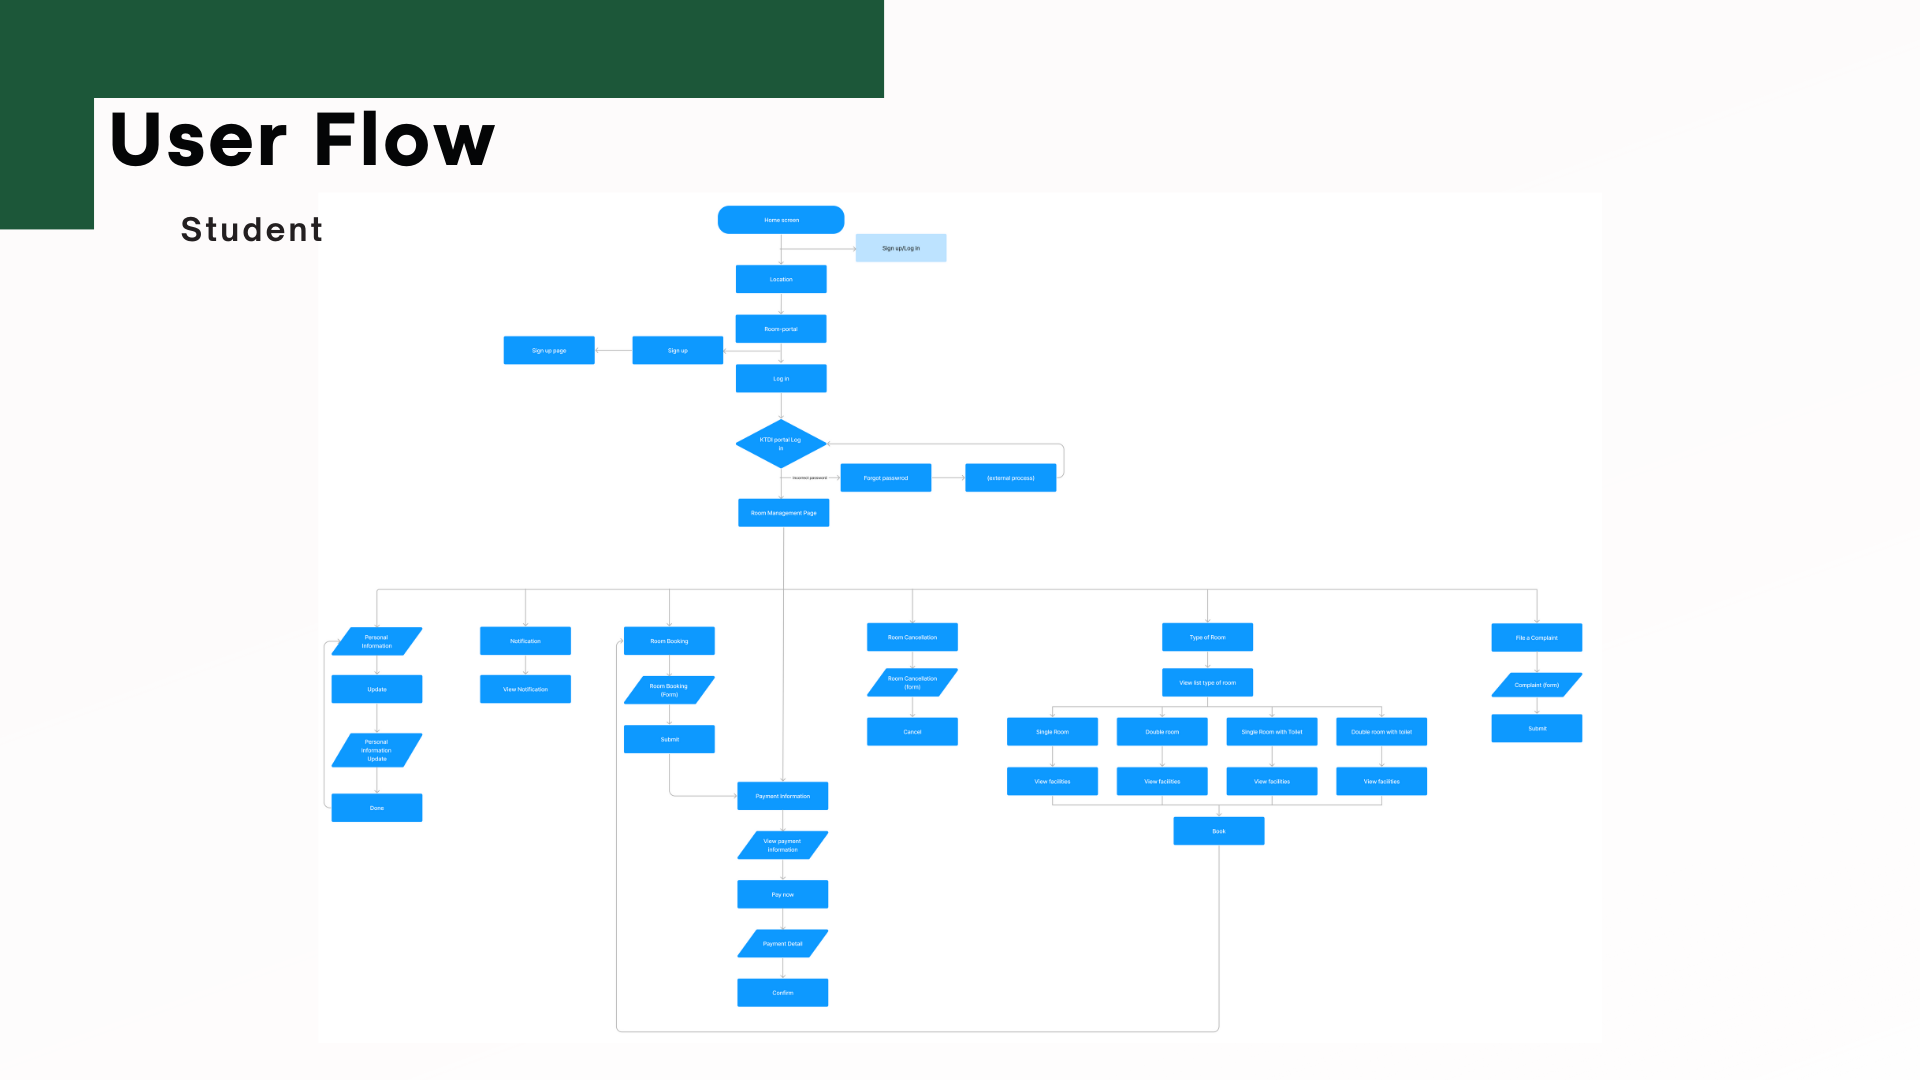 User Flow
Student
Home screen
Sign up/Log in
Location
Room-portal
Sign up page
Sign up
Log in
KTDI portal Log
in
incorrect password
Forgot passwrod
(external process)
Room Management Page
Personal
Information
Notification
Room Booking
Room Cancellation
Type of Room
File a Complaint
Update
View Notification
Room Booking
(Form)
Room Cancellation
(form)
View list type of room
Complaint (form)
Personal
Information
Update
Submit
Cancel
Single Room
Double room
Single Room with Toilet
Double room with toilet
Submit
Done
Payment Information
View facilities
View facilities
View facilities
View facilities
View payment
information
Book
Pay now
Payment Detail
Confirm